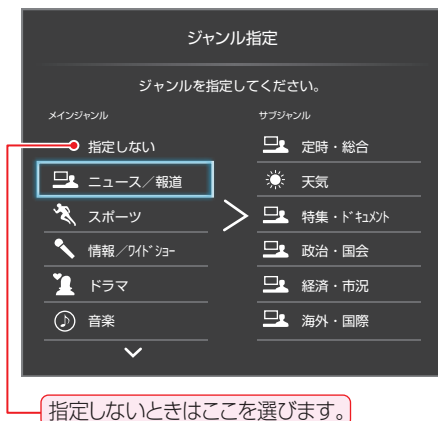 ジャンル指定
ジャンルを指定してください。
メインジャンル
サブジャンル
指定しない
定時・総合
ニュース／報道
天気
スポーツ
特集・ドキュメント
情報／ワイドショー
政治・国会
ドラマ
経済・市況
音楽
海外・国際
指定しないときはここを選びます。